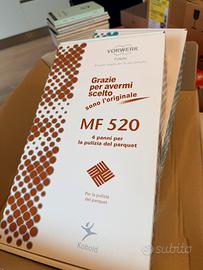 VORWERK
Grazie
per avermi
scelto
sono l'originale
MF 520
4 panni per
la pulizia del parquet
Per la pulizia
del parquet
Kobold
subito